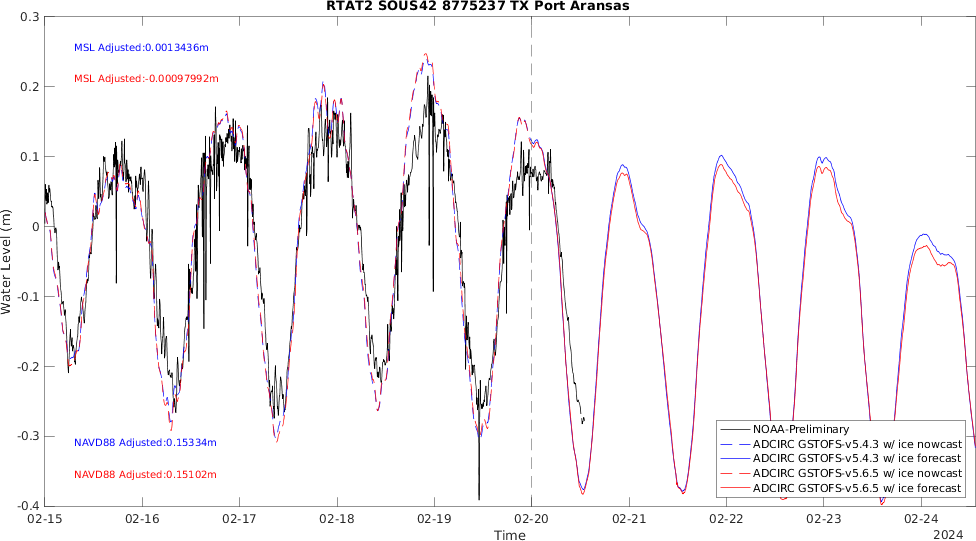 RTAT2 SOUS42 8775237 TX Port Aransas
0.3
0.2
0.1
0
-0.1
-0.2
-0.3
-0.4
Water Level (m)
MSL Adjusted:0.0013436m
MSL Adjusted:-0.00097992m
NAVD88 Adjusted:0.15334m
NAVD88 Adjusted:0.15102m
NOAA-Preliminary
ADCIRC GSTOFS-v5.4.3 w/ ice nowcast
ADCIRC GSTOFS-v5.4.3 w/ ice forecast
ADCIRC GSTOFS-v5.6.5 w/ ice nowcast
ADCIRC GSTOFS-v5.6.5 w/ ice forecast
02-15 02-16 02-17 02-18 02-19 02-20 02-21 02-22 02-23 02-24
Time
2024